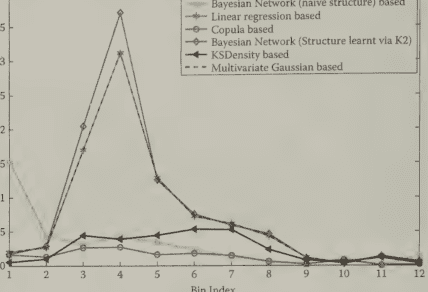 Bayesian Network (naive structure) based
Linear regression based
Copula based
Bayesian Network (Structure learnt via K2)
KSDensity based
Multivariate Gaussian based
5
5
5
1
5
0
1 2 3 4 5 6 7 8 9 10 11 12
Bin Index